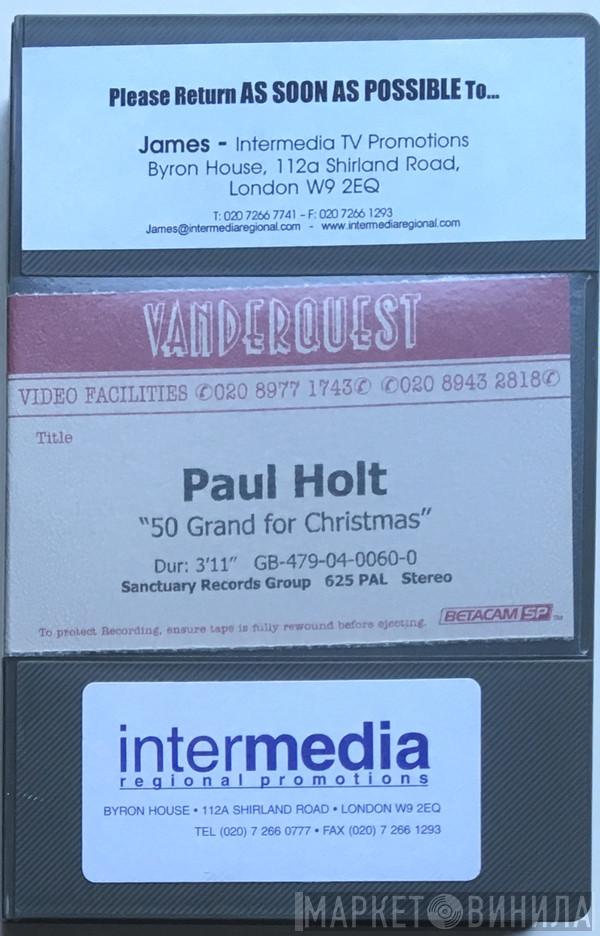 Please Return AS SOON AS POSSIBLE To...
James - Intermedia TV Promotions
Byron House, 112a Shirland Road,
London W9 2EQ
T: 020 7266 7741 - F: 020 7266 1293
James@intermediaregional.com - www.intermediaregional.com
VANDERQUEST
VIDEO FACILITIES ✆020 8977 1743✆ ✆020 8943 2818✆
Title
Paul Holt
"50 Grand for Christmas"
Dur: 3'11" GB-479-04-0060-0
Sanctuary Records Group 625 PAL Stereo
To protect Recording, ensure tape is fully rewound before ejecting. BETACAM SP TM
intermedia
regional promotions
BYRON HOUSE • 112A SHIRLAND ROAD • LONDON W9 2EQ
TEL (020) 7 266 0777 • FAX (020) 7 266 1293
МАРКЕТ ВИНИЛА